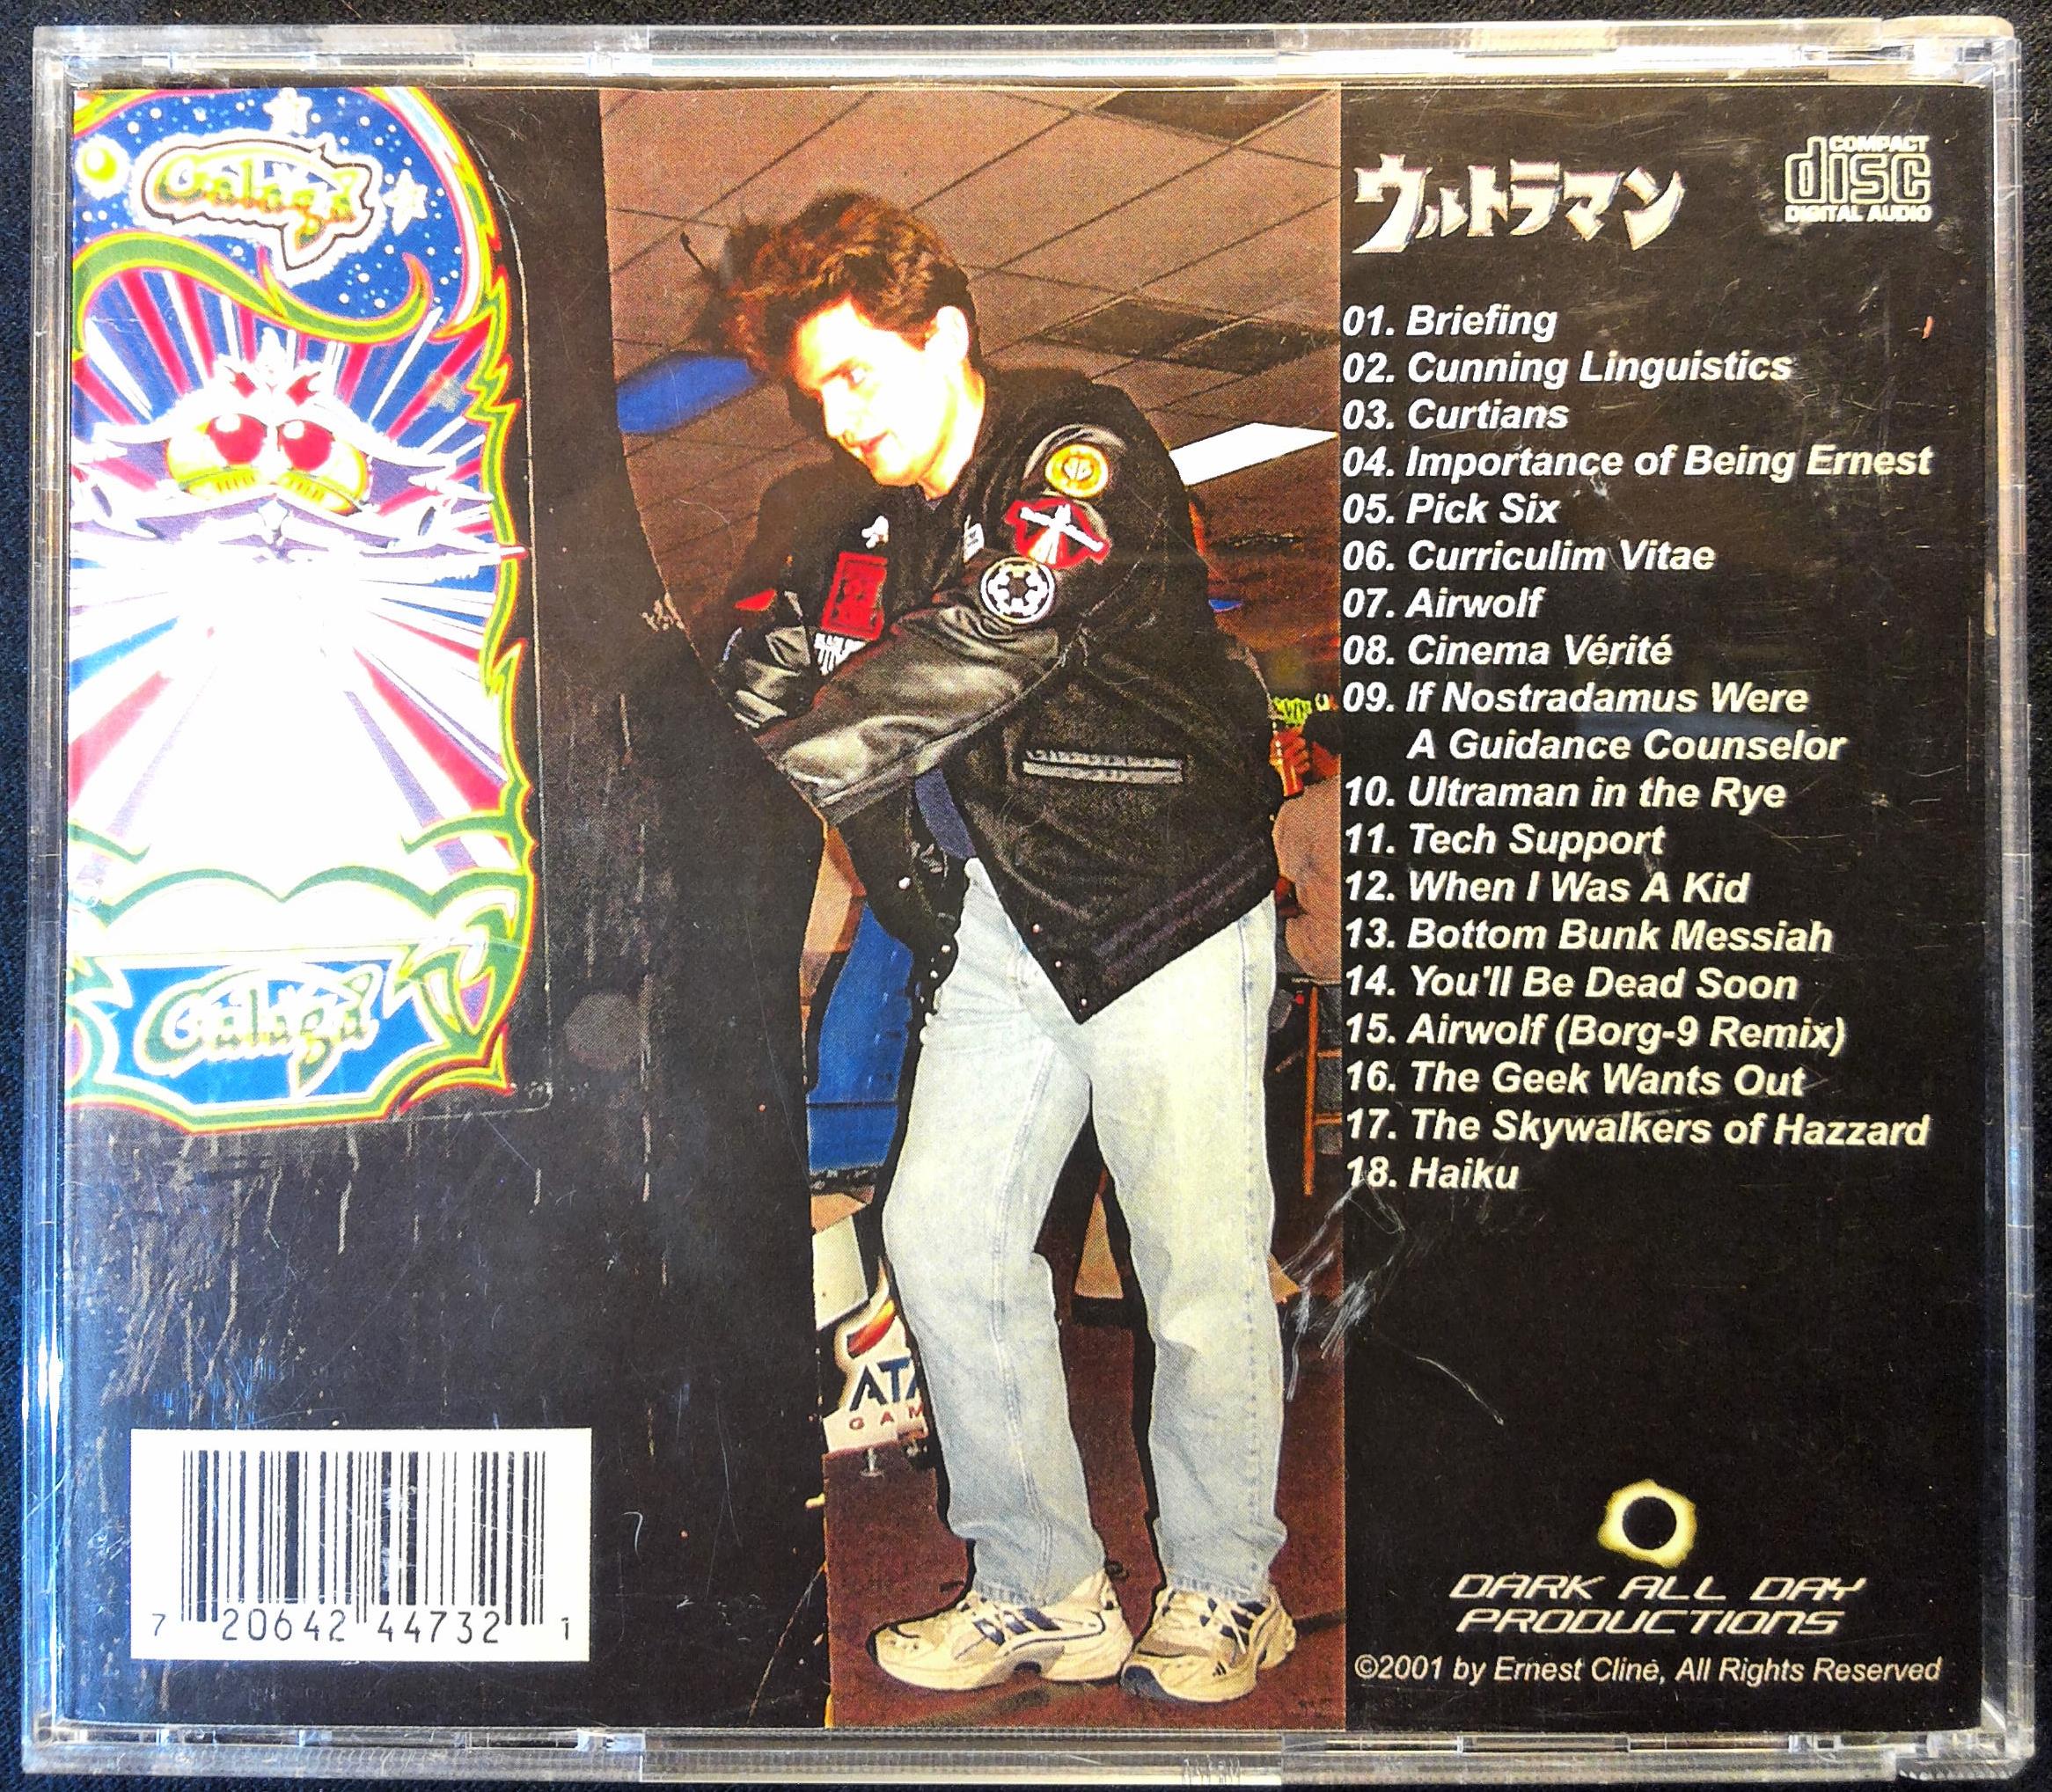 Galaga
Galaga
ATA
GAM
7 20642 44732 1
ウルトラマン
COMPACT
disc
DIGITAL AUDIO
01. Briefing
02. Cunning Linguistics
03. Curtians
04. Importance of Being Ernest
05. Pick Six
06. Curriculim Vitae
07. Airwolf
08. Cinema Vérité
09. If Nostradamus Were
A Guidance Counselor
10. Ultraman in the Rye
11. Tech Support
12. When I Was A Kid
13. Bottom Bunk Messiah
14. You'll Be Dead Soon
15. Airwolf (Borg-9 Remix)
16. The Geek Wants Out
17. The Skywalkers of Hazzard
18. Haiku
DARK ALL DAY
PRODUCTIONS
©2001 by Ernest Cline, All Rights Reserved